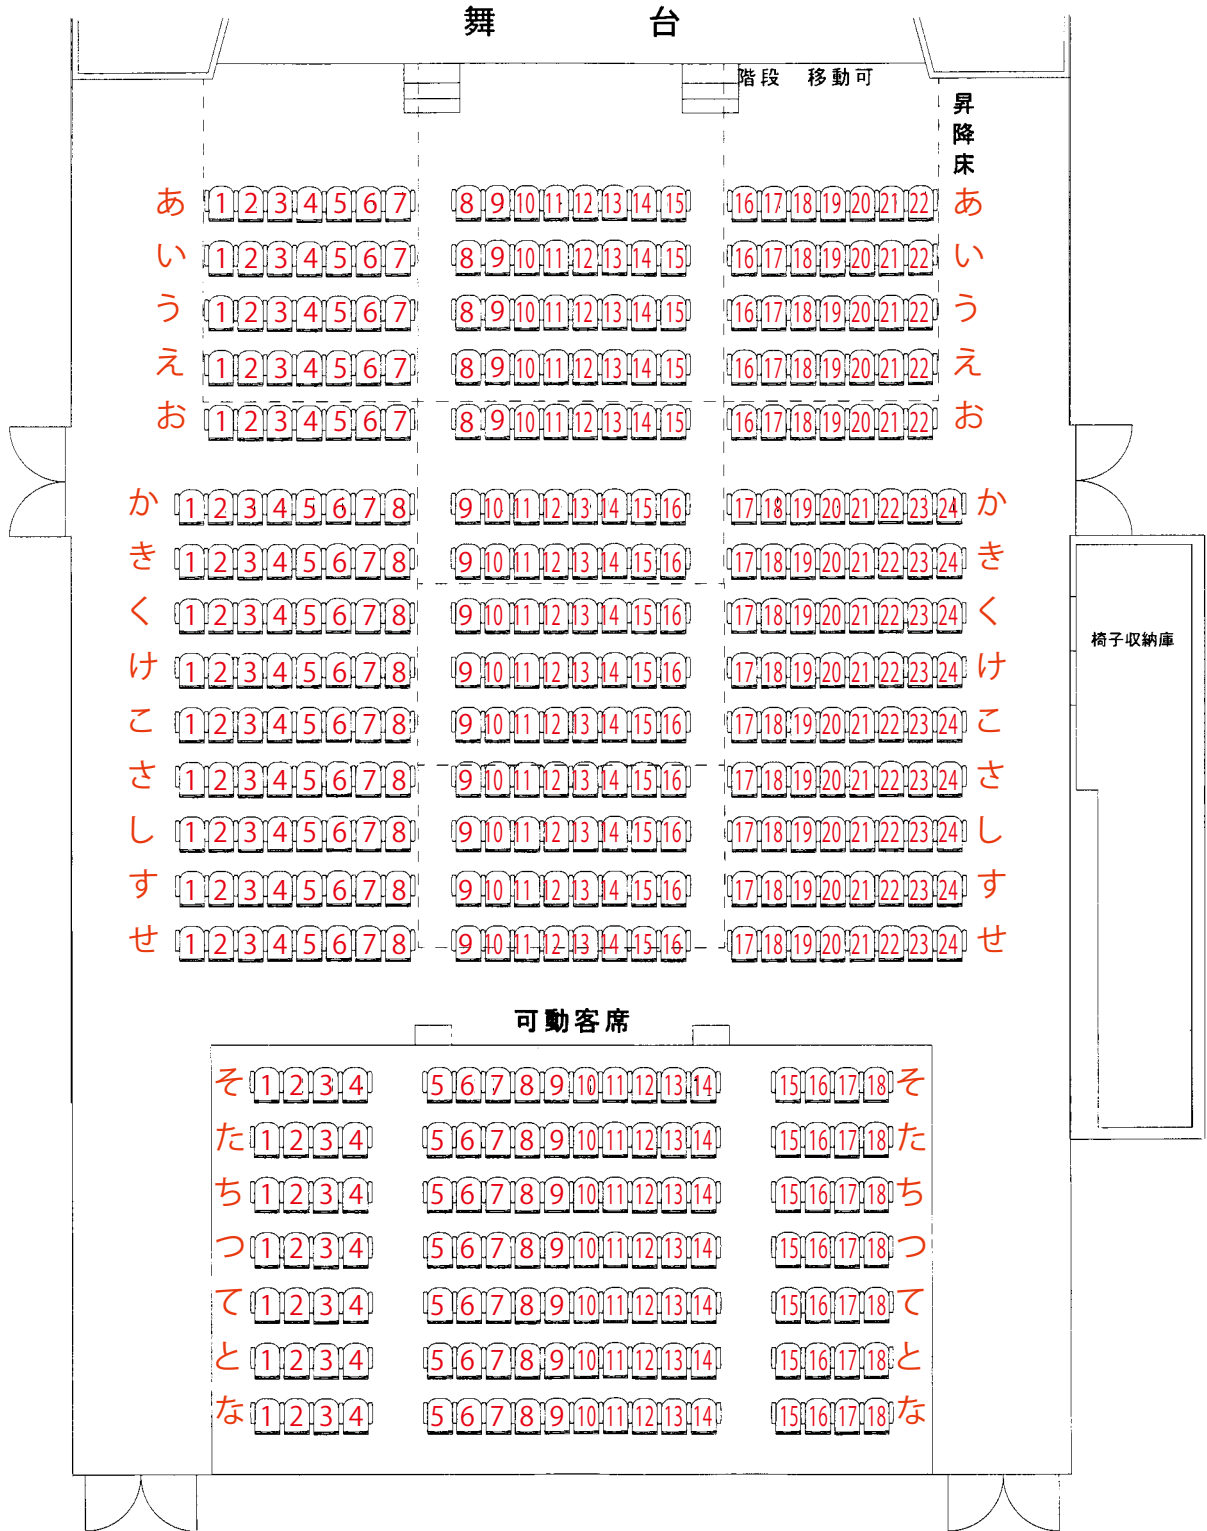 舞 台
階段 移動可
昇降床
あ 1 2 3 4 5 6 7 8 9 10 11 12 13 14 15 16 17 18 19 20 21 22 あ
い 1 2 3 4 5 6 7 8 9 10 11 12 13 14 15 16 17 18 19 20 21 22 い
う 1 2 3 4 5 6 7 8 9 10 11 12 13 14 15 16 17 18 19 20 21 22 う
え 1 2 3 4 5 6 7 8 9 10 11 12 13 14 15 16 17 18 19 20 21 22 え
お 1 2 3 4 5 6 7 8 9 10 11 12 13 14 15 16 17 18 19 20 21 22 お
か 1 2 3 4 5 6 7 8 9 10 11 12 13 14 15 16 17 18 19 20 21 22 23 24 か
き 1 2 3 4 5 6 7 8 9 10 11 12 13 14 15 16 17 18 19 20 21 22 23 24 き
く 1 2 3 4 5 6 7 8 9 10 11 12 13 14 15 16 17 18 19 20 21 22 23 24 く
椅子収納庫
け 1 2 3 4 5 6 7 8 9 10 11 12 13 14 15 16 17 18 19 20 21 22 23 24 け
こ 1 2 3 4 5 6 7 8 9 10 11 12 13 14 15 16 17 18 19 20 21 22 23 24 こ
さ 1 2 3 4 5 6 7 8 9 10 11 12 13 14 15 16 17 18 19 20 21 22 23 24 さ
し 1 2 3 4 5 6 7 8 9 10 11 12 13 14 15 16 17 18 19 20 21 22 23 24 し
す 1 2 3 4 5 6 7 8 9 10 11 12 13 14 15 16 17 18 19 20 21 22 23 24 す
せ 1 2 3 4 5 6 7 8 9 10 11 12 13 14 15 16 17 18 19 20 21 22 23 24 せ
可動客席
そ 1 2 3 4 5 6 7 8 9 10 11 12 13 14 15 16 17 18 そ
た 1 2 3 4 5 6 7 8 9 10 11 12 13 14 15 16 17 18 た
ち 1 2 3 4 5 6 7 8 9 10 11 12 13 14 15 16 17 18 ち
つ 1 2 3 4 5 6 7 8 9 10 11 12 13 14 15 16 17 18 つ
て 1 2 3 4 5 6 7 8 9 10 11 12 13 14 15 16 17 18 て
と 1 2 3 4 5 6 7 8 9 10 11 12 13 14 15 16 17 18 と
な 1 2 3 4 5 6 7 8 9 10 11 12 13 14 15 16 17 18 な